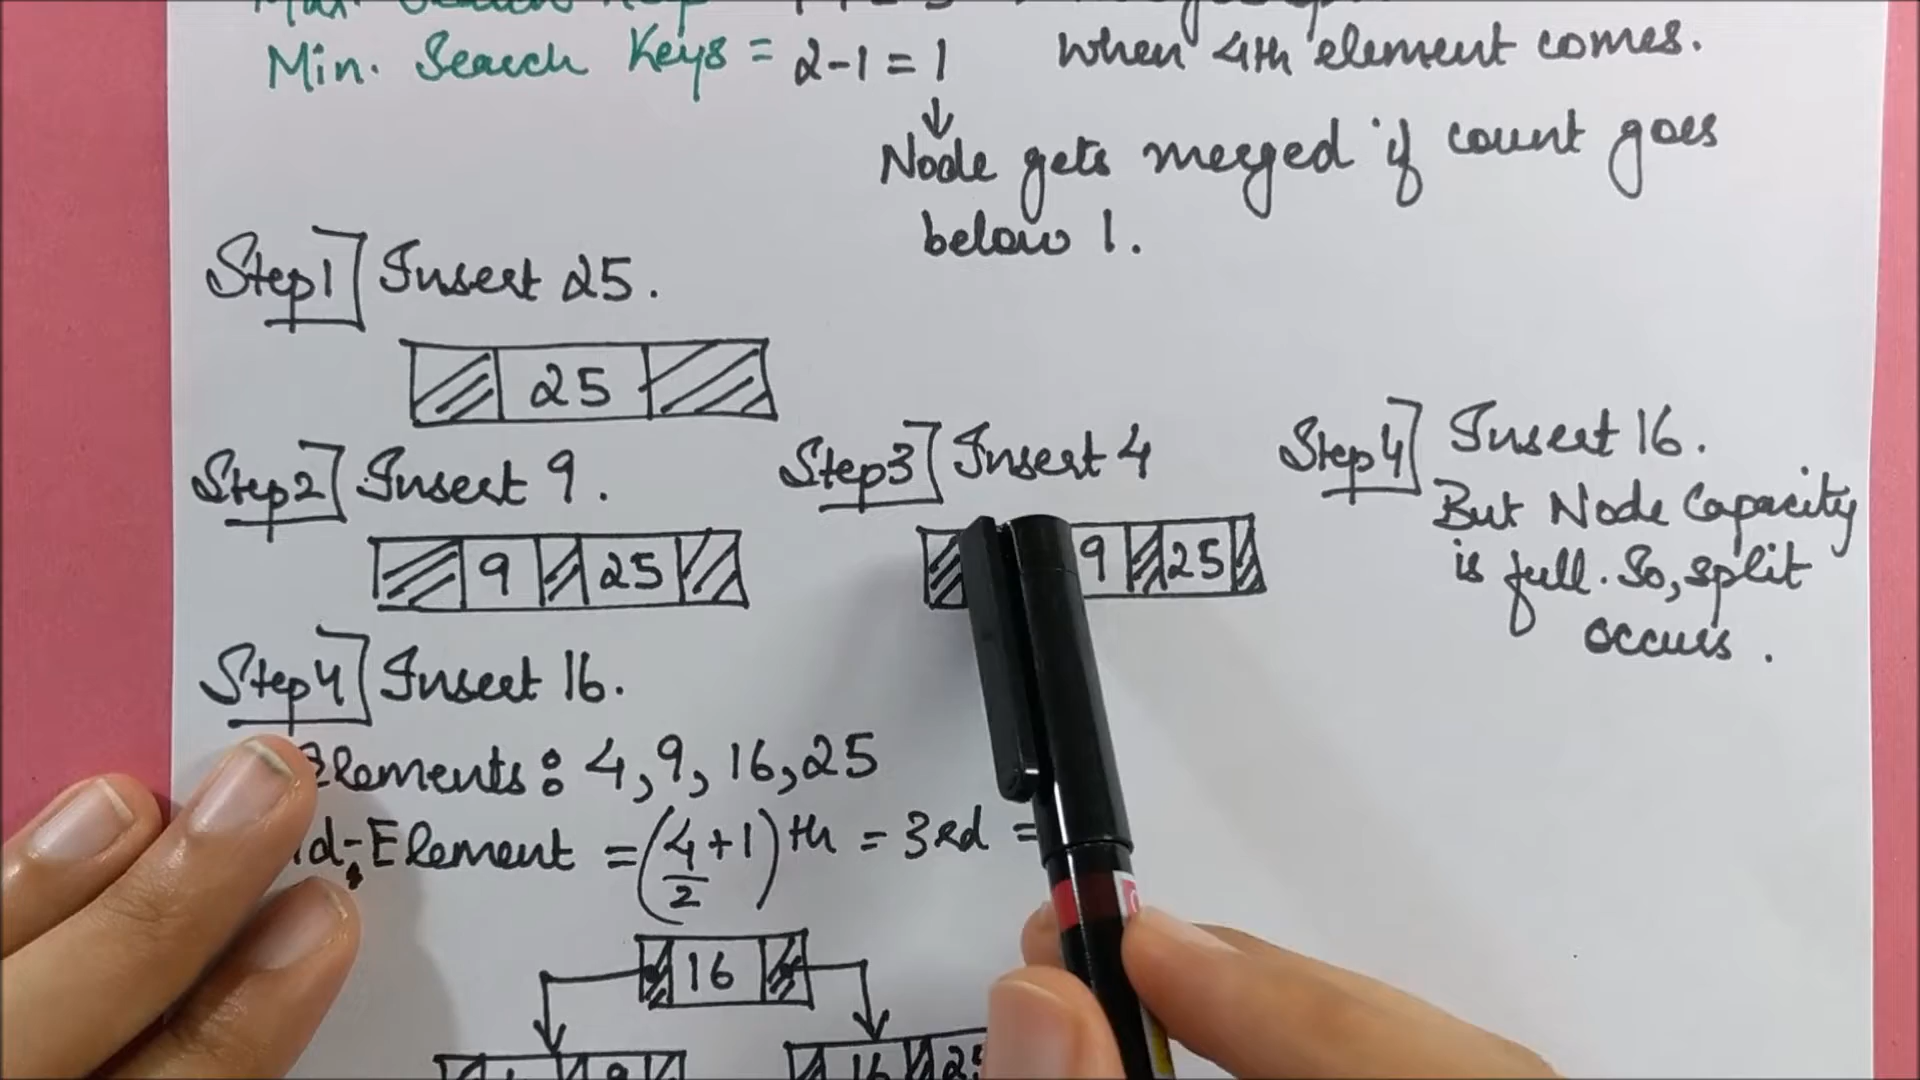 Min. Search Keys = 2-1 = 1
when 4th element comes.
↓
Node gets merged if count goes
below 1.
Step1] Insert 25.
25
Step2] Insert 9.
9 25
Step3] Insert 4
9 25
Step4] Insert 16.
But Node Capacity
is full. So, split
occurs.
Step4] Insert 16.
Elements: 4, 9, 16, 25
Element = (4/2 +1)th = 3rd =
16
9
16 25